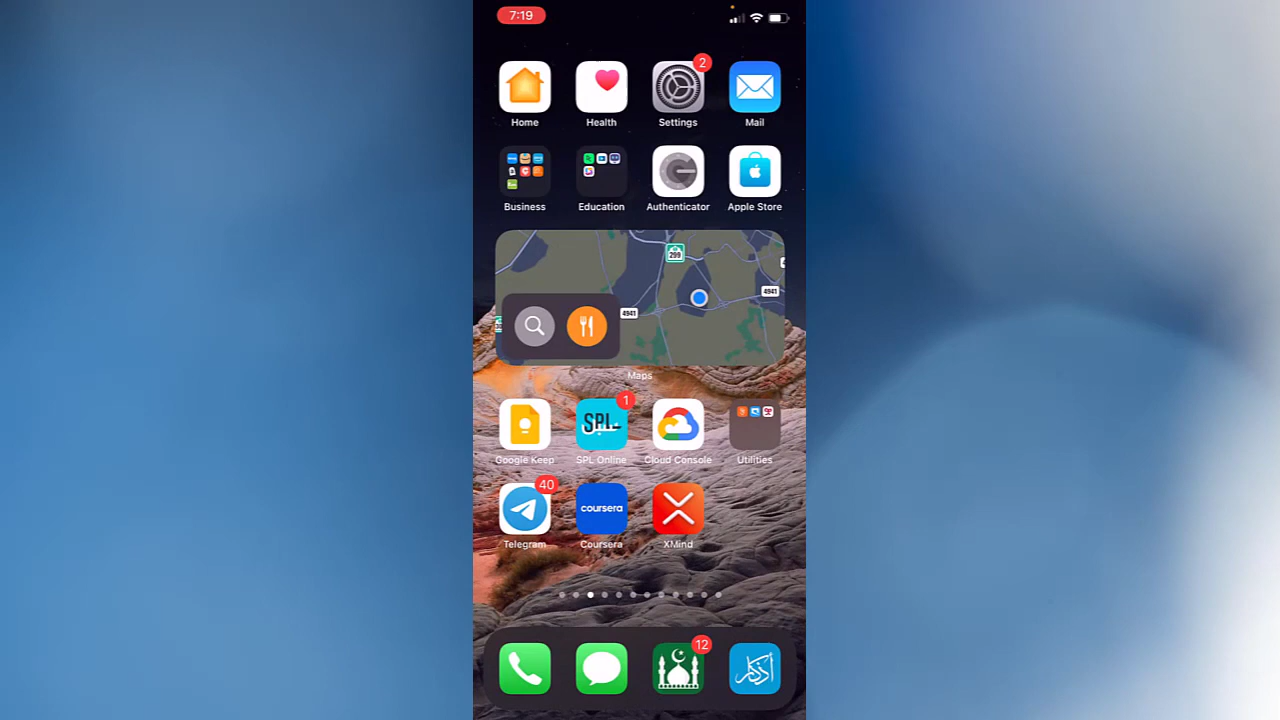 7:19
2
Home Health Settings Mail
Business Education Authenticator Apple Store
299
4941
4941
Maps
1
SPL
Google Keep SPL Online Cloud Console Utilities
40
coursera
Telegram Coursera XMind
12
أذكار